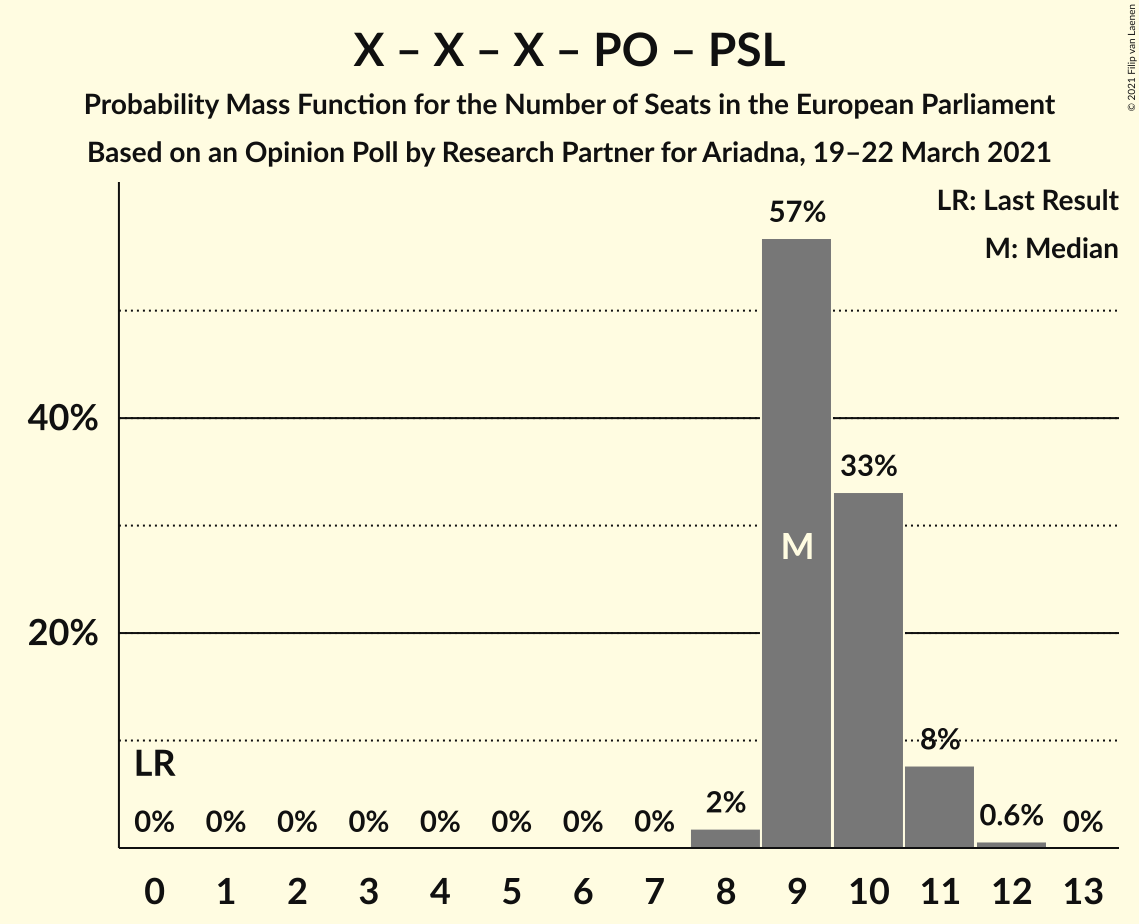 X – X – X – PO – PSL
Probability Mass Function for the Number of Seats in the European Parliament
Based on an Opinion Poll by Research Partner for Ariadna, 19–22 March 2021
© 2021 Filip van Laenen
LR: Last Result
M: Median
57%
40%
33%
M
20%
8%
LR
2%
0.6%
0% 0% 0% 0% 0% 0% 0% 0% 0%
0 1 2 3 4 5 6 7 8 9 10 11 12 13